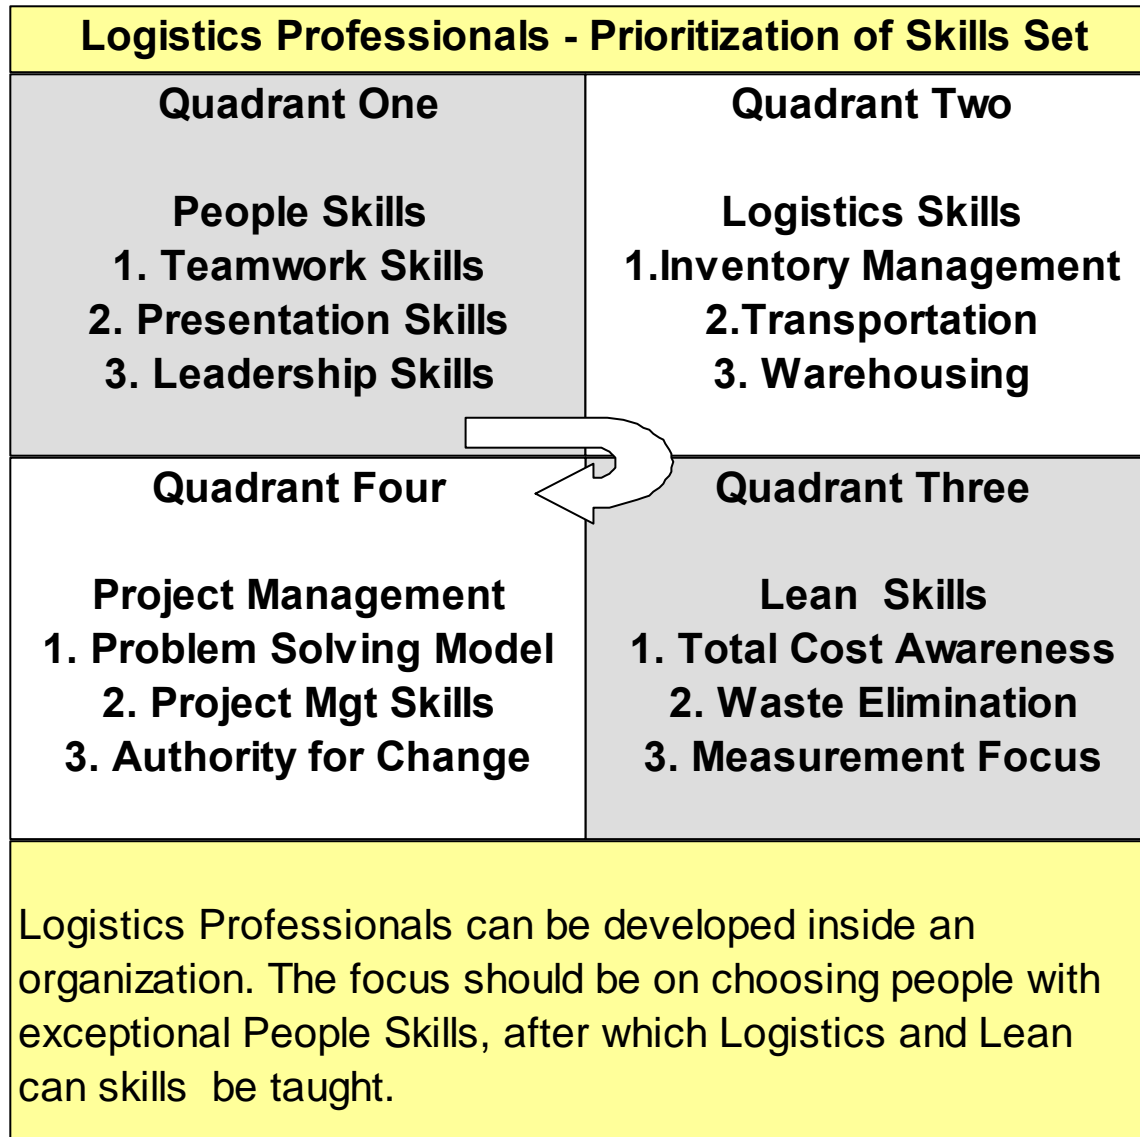 Logistics Professionals - Prioritization of Skills Set
Quadrant One
People Skills
1. Teamwork Skills
2. Presentation Skills
3. Leadership Skills
Quadrant Two
Logistics Skills
1.Inventory Management
2.Transportation
3. Warehousing
Quadrant Four
Project Management
1. Problem Solving Model
2. Project Mgt Skills
3. Authority for Change
Quadrant Three
Lean  Skills
1. Total Cost Awareness
2. Waste Elimination
3. Measurement Focus
Logistics Professionals can be developed inside an
organization. The focus should be on choosing people with
exceptional People Skills, after which Logistics and Lean
can skills  be taught.